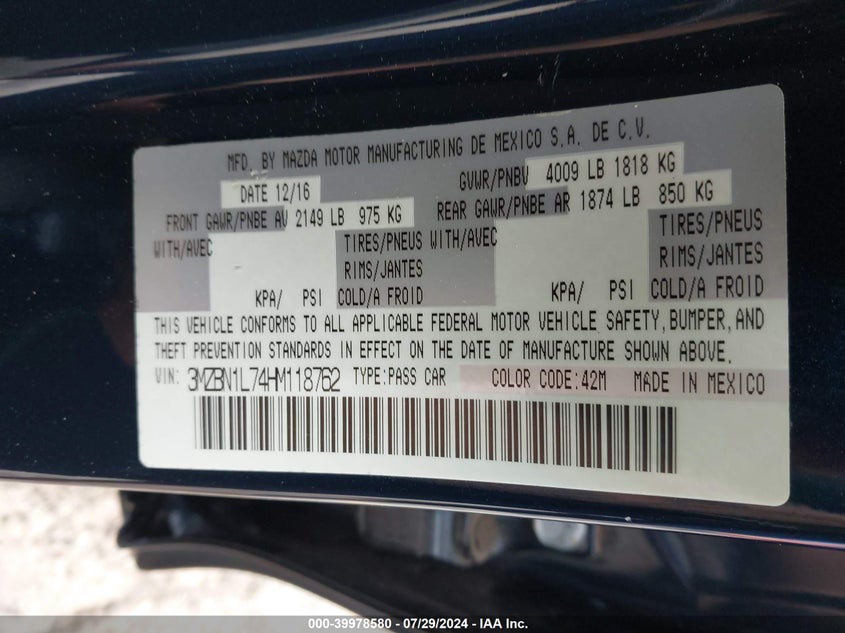 MFD. BY MAZDA MOTOR MANUFACTURING DE MEXICO S.A. DE C.V.
DATE 12/16 GVWR/PNBV 4009 LB 1818 KG
FRONT GAWR/PNBE AV 2149 LB 975 KG REAR GAWR/PNBE AR 1874 LB 850 KG
WITH/AVEC TIRES/PNEUS WITH/AVEC TIRES/PNEUS
RIMS/JANTES RIMS/JANTES
KPA/ PSI COLD/A FROID KPA/ PSI COLD/A FROID
THIS VEHICLE CONFORMS TO ALL APPLICABLE FEDERAL MOTOR VEHICLE SAFETY, BUMPER, AND
THEFT PREVENTION STANDARDS IN EFFECT ON THE DATE OF MANUFACTURE SHOWN ABOVE.
VIN: 3MZBN1L74HM118762 TYPE:PASS CAR COLOR CODE:42M MADE IN MEXICO
000-39978580 - 07/29/2024 - IAA Inc.